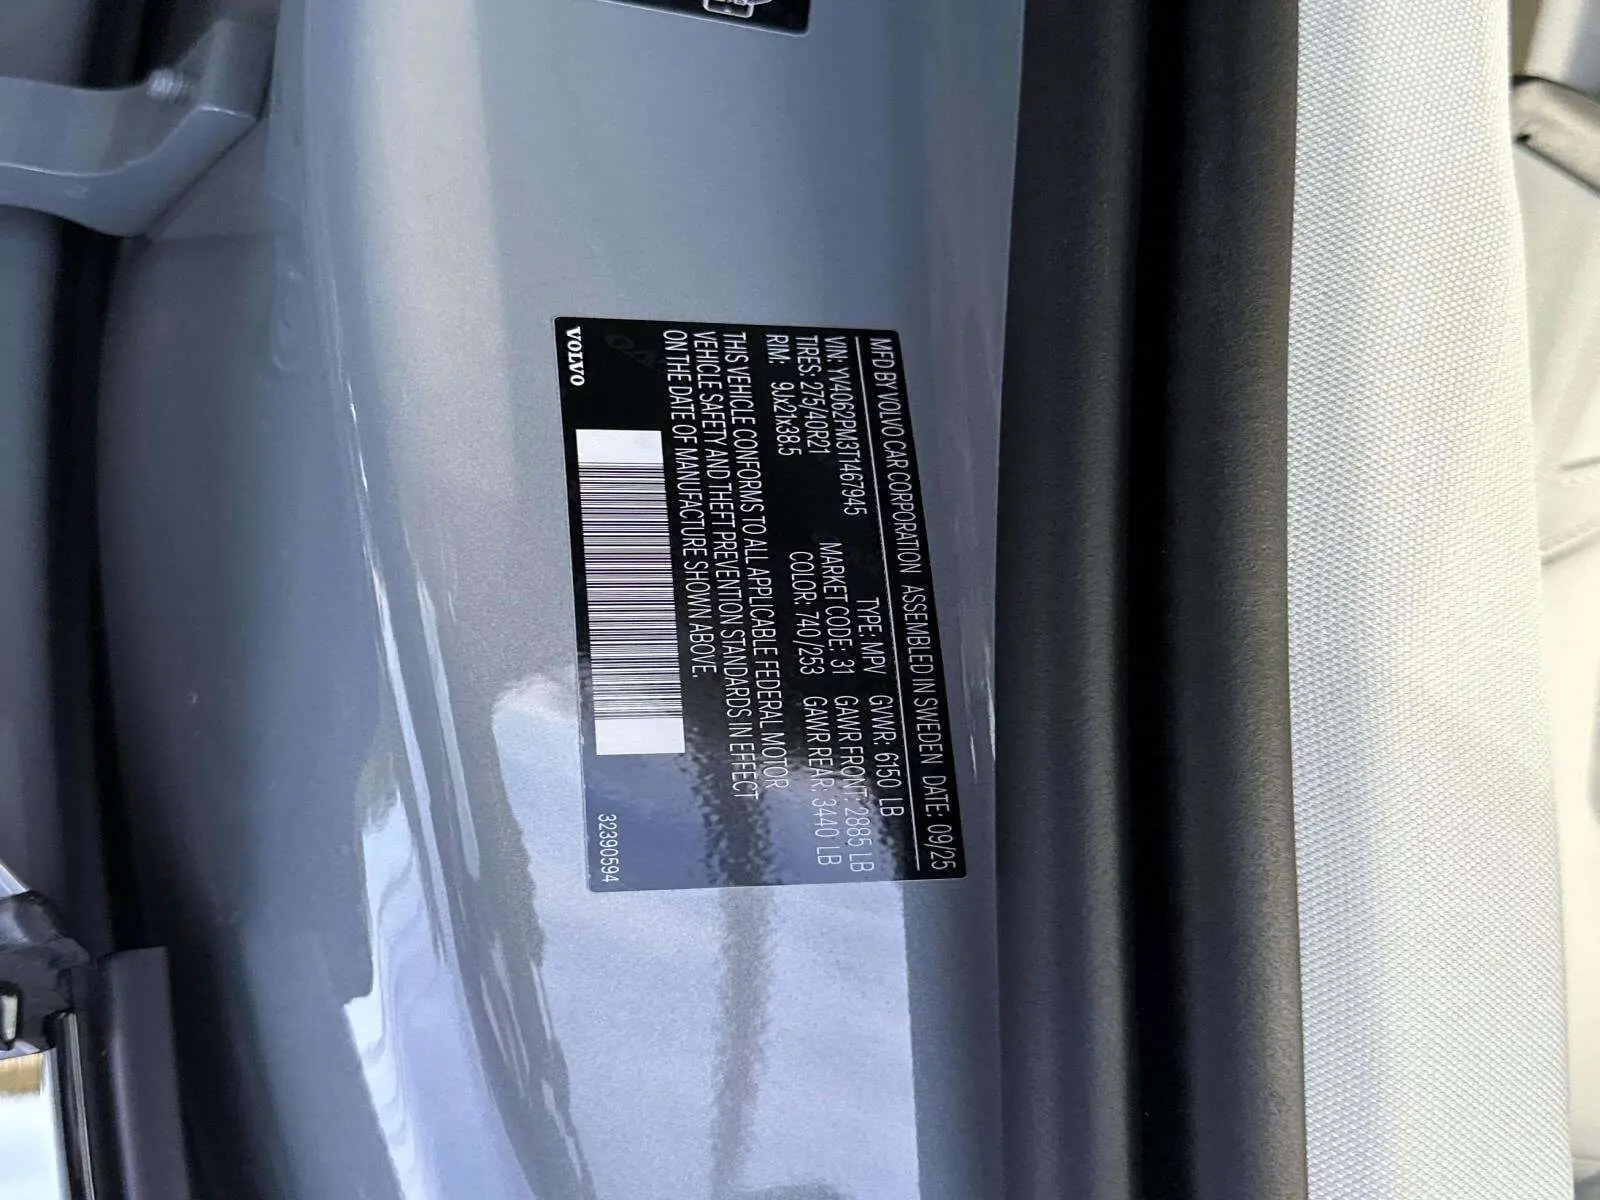 MFD BY VOLVO CAR CORPORATION ASSEMBLED IN SWEDEN DATE: 09/25
VIN: YV4062PM3T1467945 TYPE: MPV GVWR: 6150 LB
TIRES: 275/40R21 MARKET CODE: 31 GAWR FRONT: 2885 LB
RIM: 9Jx21x38.5 COLOR: 740/253 GAWR REAR: 3440 LB
THIS VEHICLE CONFORMS TO ALL APPLICABLE FEDERAL MOTOR
VEHICLE SAFETY AND THEFT PREVENTION STANDARDS IN EFFECT
ON THE DATE OF MANUFACTURE SHOWN ABOVE.
VOLVO 32390594